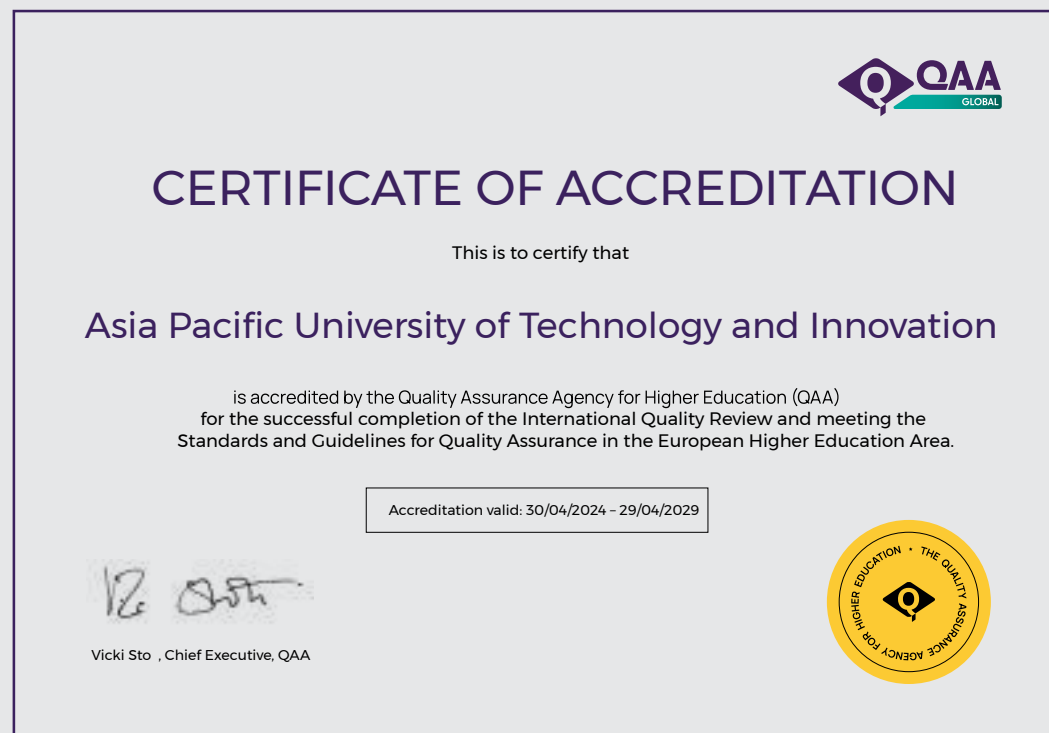 QAA
GLOBAL
CERTIFICATE OF ACCREDITATION
This is to certify that
Asia Pacific University of Technology and Innovation
is accredited by the Quality Assurance Agency for Higher Education (QAA)
for the successful completion of the International Quality Review and meeting the
Standards and Guidelines for Quality Assurance in the European Higher Education Area.
Accreditation valid: 30/04/2024 – 29/04/2029
Vicki Sto , Chief Executive, QAA
THE QUALITY ASSURANCE AGENCY FOR HIGHER EDUCATION •